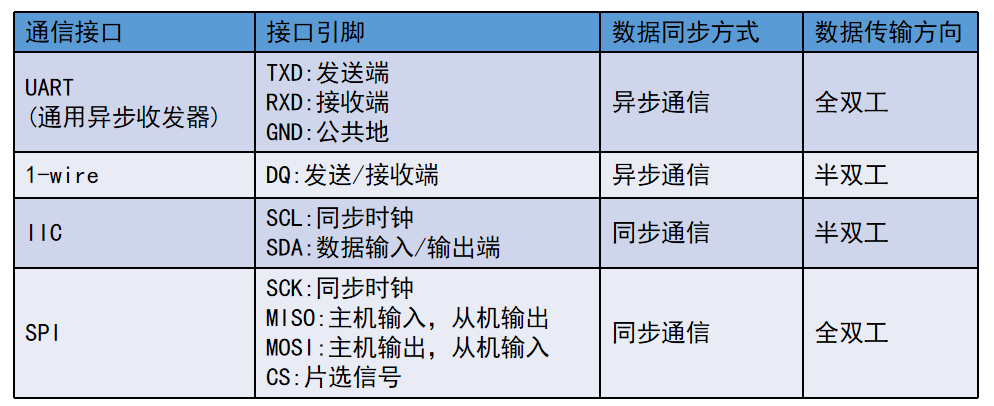 通信接口 接口引脚 数据同步方式 数据传输方向
UART
(通用异步收发器)
TXD:发送端
RXD:接收端
GND:公共地
异步通信
全双工
1-wire
DQ:发送/接收端
异步通信
半双工
IIC
SCL:同步时钟
SDA:数据输入/输出端
同步通信
半双工
SPI
SCK:同步时钟
MISO:主机输入，从机输出
MOSI:主机输出，从机输入
CS:片选信号
同步通信
全双工